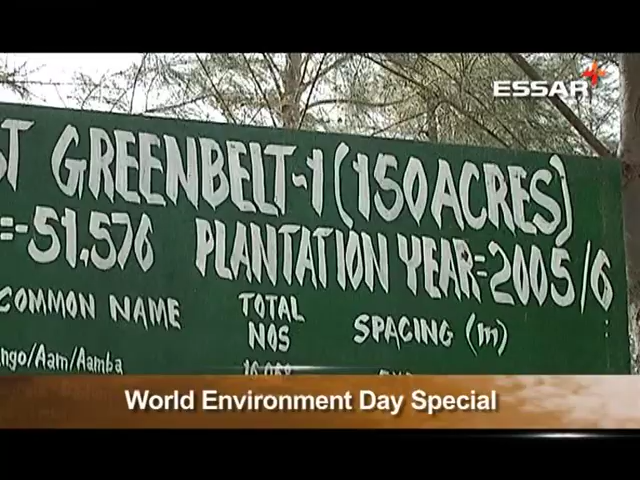 ESSAR
ST GREENBELT-1 (150 ACRES)
=-51,576 PLANTATION YEAR=2005/6
COMMON NAME TOTAL NOS SPACING (m)
ngo/Aam/Aamba
World Environment Day Special